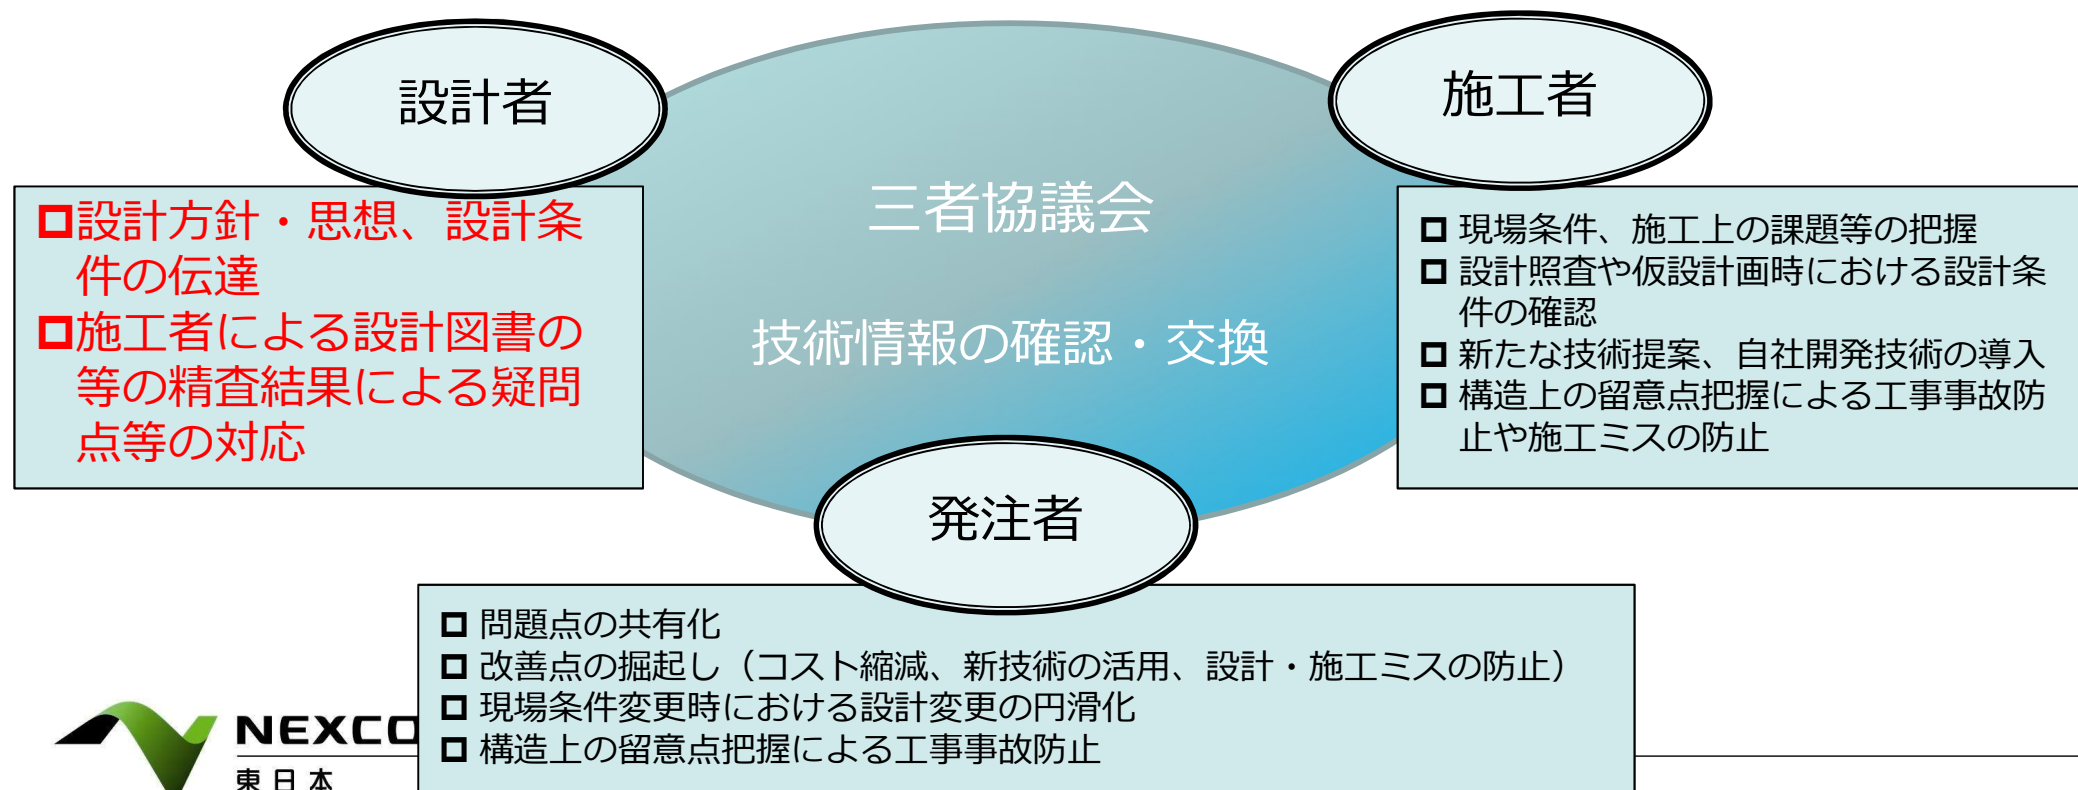 設計者
施工者
三者協議会
技術情報の確認・交換
設計方針・思想、設計条
件の伝達
施工者による設計図書の
等の精査結果による疑問
点等の対応
現場条件、施工上の課題等の把握
設計照査や仮設計画時における設計条
件の確認
新たな技術提案、自社開発技術の導入
構造上の留意点把握による工事事故防
止や施工ミスの防止
発注者
問題点の共有化
改善点の掘起し（コスト縮減、新技術の活用、設計・施工ミスの防止）
現場条件変更時における設計変更の円滑化
構造上の留意点把握による工事事故防止
NEXCO
東日本